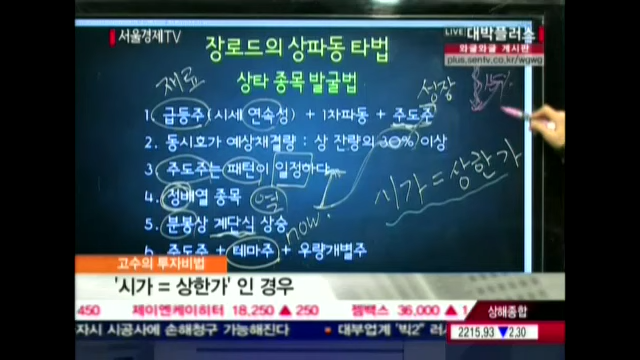 서울경제TV
LIVE 대박플러스
와글와글 게시판
plus.sentv.co.kr/wgwg
장로드의 상파동 타법
상타 종목 발굴법
재료
성장
1. 급등주(시세 연속성) + 1차파동 + 주도주
2. 동시호가 예상체결량 : 상 잔량의 30% 이상
3. 주도주는 패턴이 일정하다
4. 정배열 종목
열
5. 분봉상 계단식 상승
now.
6. 주도주 + 테마주 + 우량개별주
시가=상한가
고수의 투자비법
'시가 = 상한가' 인 경우
450 제이엔케이히터 18,250 ▲ 250 젬백스 36,000 ▲ 1
상해종합
자시 시공사에 손해청구 가능해진다 대부업계 '빅2' 러시
2215.93 ▼2.30